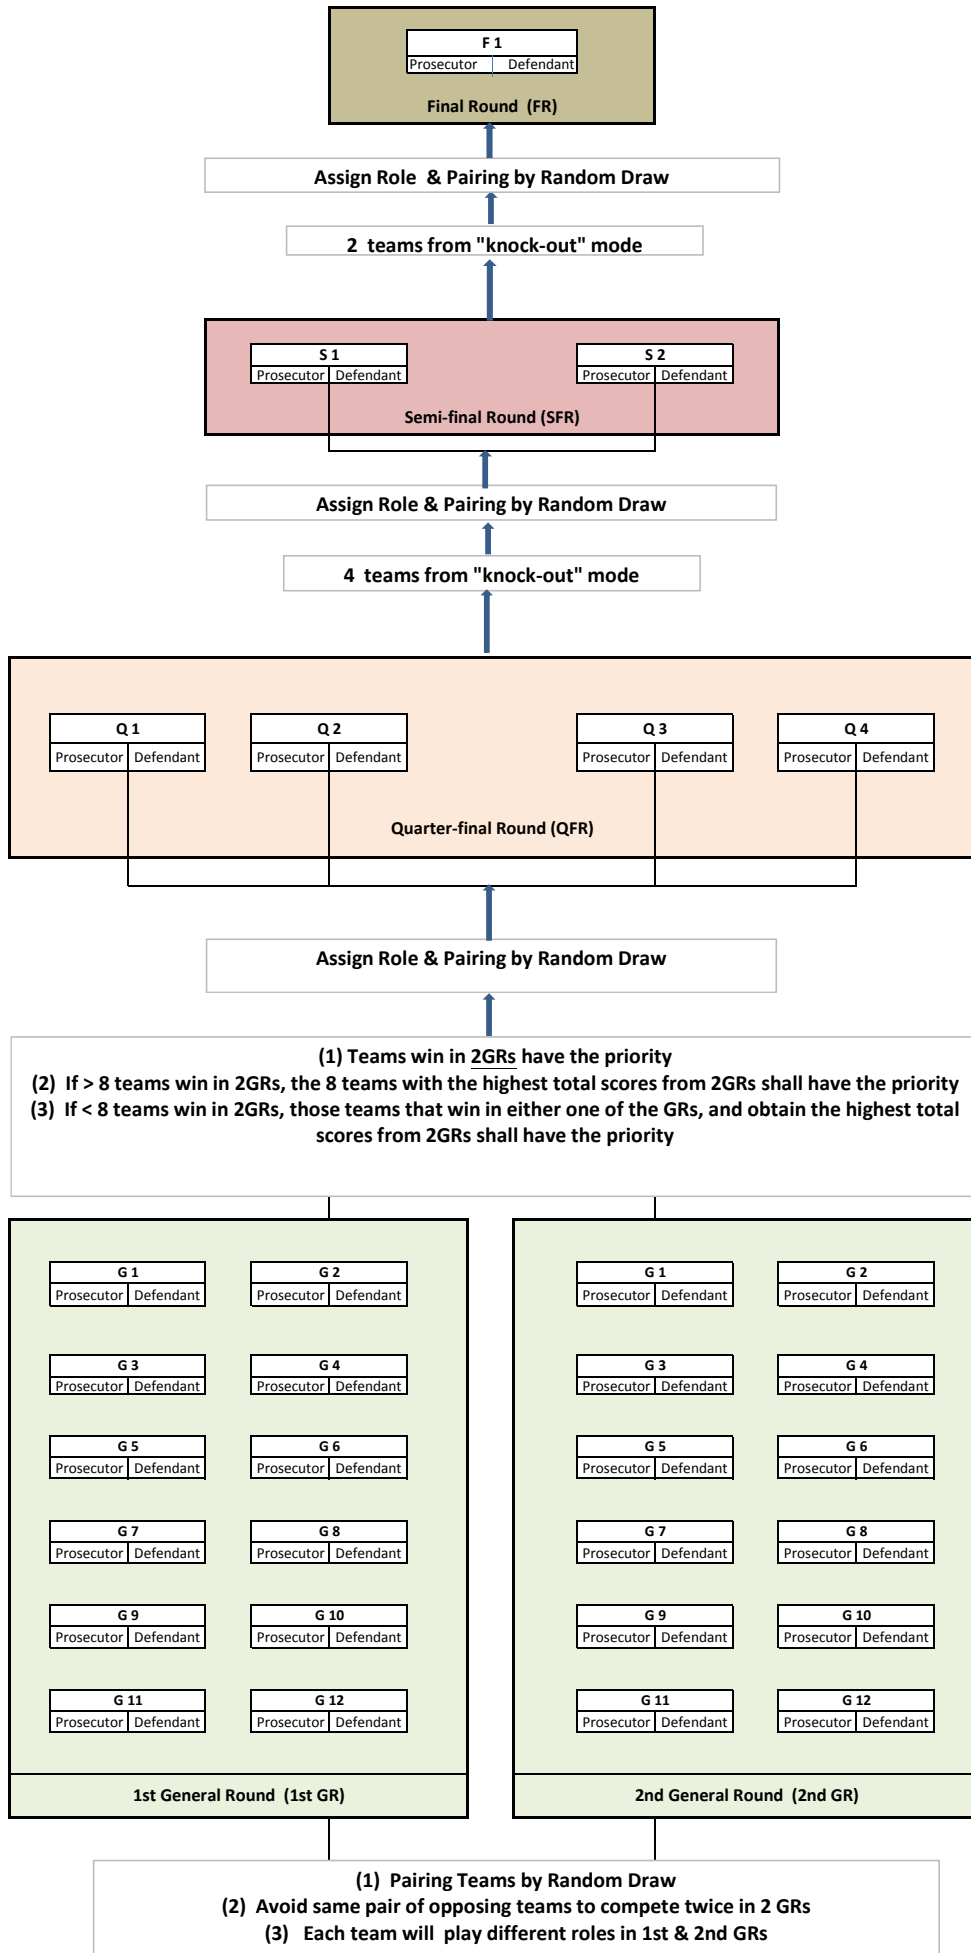 F 1
Prosecutor Defendant
Final Round (FR)
Assign Role & Pairing by Random Draw
2 teams from "knock-out" mode
S 1 S 2
Prosecutor Defendant Prosecutor Defendant
Semi-final Round (SFR)
Assign Role & Pairing by Random Draw
4 teams from "knock-out" mode
Q 1 Q 2 Q 3 Q 4
Prosecutor Defendant Prosecutor Defendant Prosecutor Defendant Prosecutor Defendant
Quarter-final Round (QFR)
Assign Role & Pairing by Random Draw
(1) Teams win in 2GRs have the priority
(2) If > 8 teams win in 2GRs, the 8 teams with the highest total scores from 2GRs shall have the priority
(3) If < 8 teams win in 2GRs, those teams that win in either one of the GRs, and obtain the highest total
scores from 2GRs shall have the priority
G 1 G 2 G 1 G 2
Prosecutor Defendant Prosecutor Defendant Prosecutor Defendant Prosecutor Defendant
G 3 G 4 G 3 G 4
Prosecutor Defendant Prosecutor Defendant Prosecutor Defendant Prosecutor Defendant
G 5 G 6 G 5 G 6
Prosecutor Defendant Prosecutor Defendant Prosecutor Defendant Prosecutor Defendant
G 7 G 8 G 7 G 8
Prosecutor Defendant Prosecutor Defendant Prosecutor Defendant Prosecutor Defendant
G 9 G 10 G 9 G 10
Prosecutor Defendant Prosecutor Defendant Prosecutor Defendant Prosecutor Defendant
G 11 G 12 G 11 G 12
Prosecutor Defendant Prosecutor Defendant Prosecutor Defendant Prosecutor Defendant
1st General Round (1st GR) 2nd General Round (2nd GR)
(1) Pairing Teams by Random Draw
(2) Avoid same pair of opposing teams to compete twice in 2 GRs
(3) Each team will play different roles in 1st & 2nd GRs